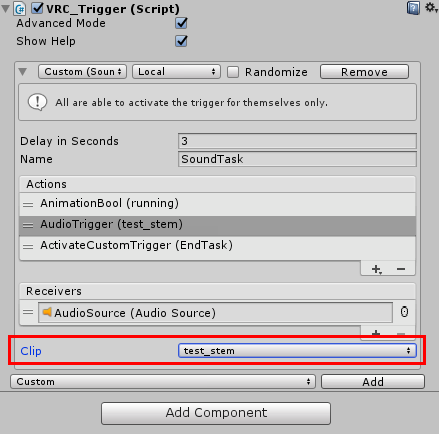 VRC_Trigger (Script)
Advanced Mode
Show Help
Custom (Soun Local Randomize Remove
All are able to activate the trigger for themselves only.
Delay in Seconds 3
Name SoundTask
Actions
= AnimationBool (running)
= AudioTrigger (test_stem)
= ActivateCustomTrigger (EndTask)
+ −
Receivers
= AudioSource (Audio Source) 0
+ −
Clip test_stem
Custom Add
Add Component